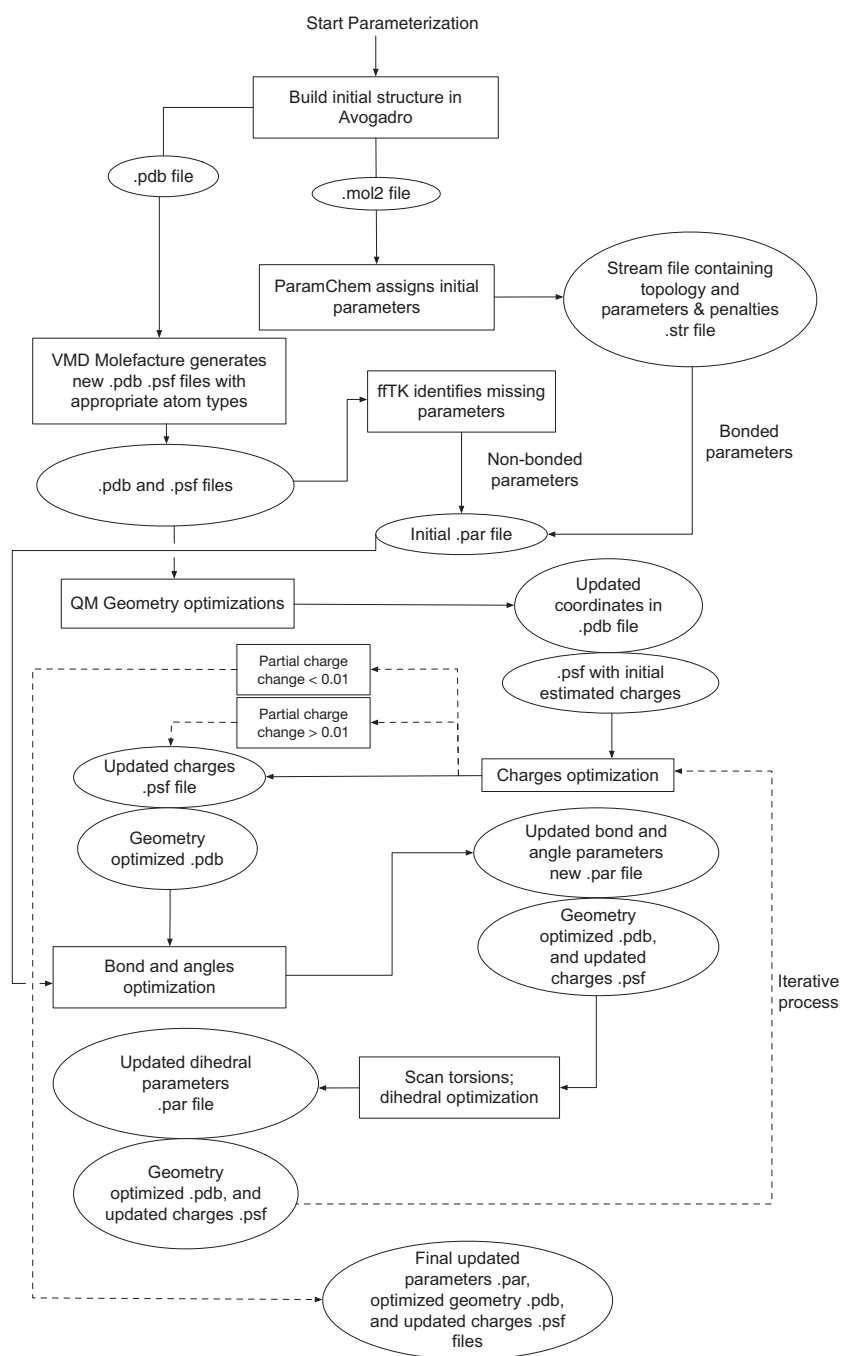 Start Parameterization
Build initial structure in
Avogadro
.pdb file
.mol2 file
ParamChem assigns initial
parameters
Stream file containing
topology and
parameters & penalties
.str file
VMD Molefacture generates
new .pdb .psf files with
appropriate atom types
ffTK identifies missing
parameters
Bonded
parameters
Non-bonded
parameters
.pdb and .psf files
Initial .par file
QM Geometry optimizations
Updated
coordinates in
.pdb file
Partial charge
change < 0.01
.psf with initial
estimated charges
Partial charge
change > 0.01
Updated charges
.psf file
Charges optimization
Geometry
optimized .pdb
Updated bond and
angle parameters
new .par file
Geometry
optimized .pdb,
and updated
charges .psf
Bond and angles
optimization
Iterative
process
Updated dihedral
parameters
.par file
Scan torsions;
dihedral optimization
Geometry
optimized .pdb, and
updated charges .psf
Final updated
parameters .par,
optimized geometry .pdb,
and updated charges .psf
files